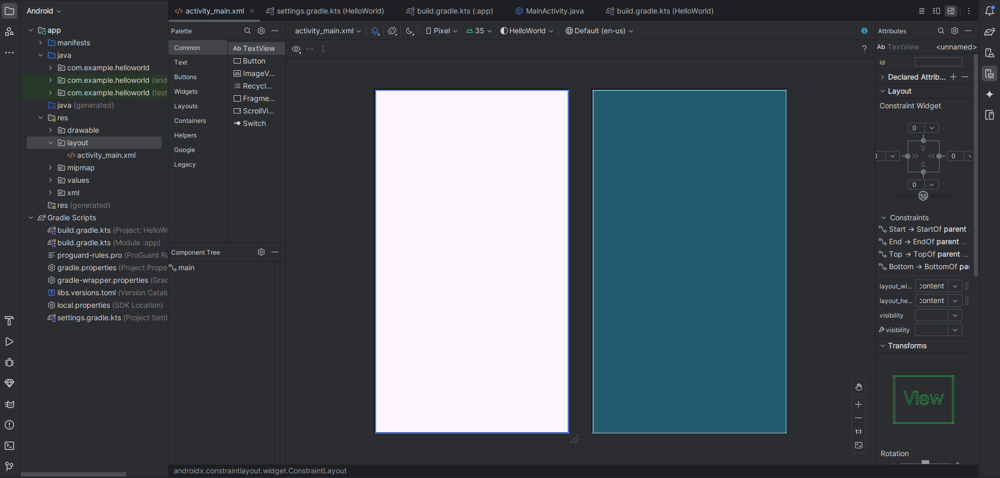 Android
activity_main.xml
settings.gradle.kts (HelloWorld)
build.gradle.kts (:app)
MainActivity.java
build.gradle.kts (HelloWorld)
app
manifests
java
com.example.helloworld
com.example.helloworld (and
com.example.helloworld (test
java (generated)
res
drawable
layout
activity_main.xml
mipmap
values
xml
res (generated)
Gradle Scripts
build.gradle.kts (Project: HelloW
build.gradle.kts (Module :app)
proguard-rules.pro (ProGuard Ru
gradle.properties (Project Prope
gradle-wrapper.properties (Grad
libs.versions.toml (Version Catalo
local.properties (SDK Location)
settings.gradle.kts (Project Setti
Palette
Common
Text
Buttons
Widgets
Layouts
Containers
Helpers
Google
Legacy
Ab TextView
Button
ImageV...
Recycl...
Fragme...
ScrollVi...
Switch
Component Tree
main
activity_main.xml
Pixel
35
HelloWorld
Default (en-us)
?
1:1
Attributes
Ab TextView <unnamed>
id
Declared Attrib...
Layout
Constraint Widget
0
0
0
0
50
Constraints
Start → StartOf parent
End → EndOf parent ...
Top → TopOf parent ...
Bottom → BottomOf pa
layout_wi... content
layout_he... content
visibility
visibility
Transforms
View
Rotation
androidx.constraintlayout.widget.ConstraintLayout